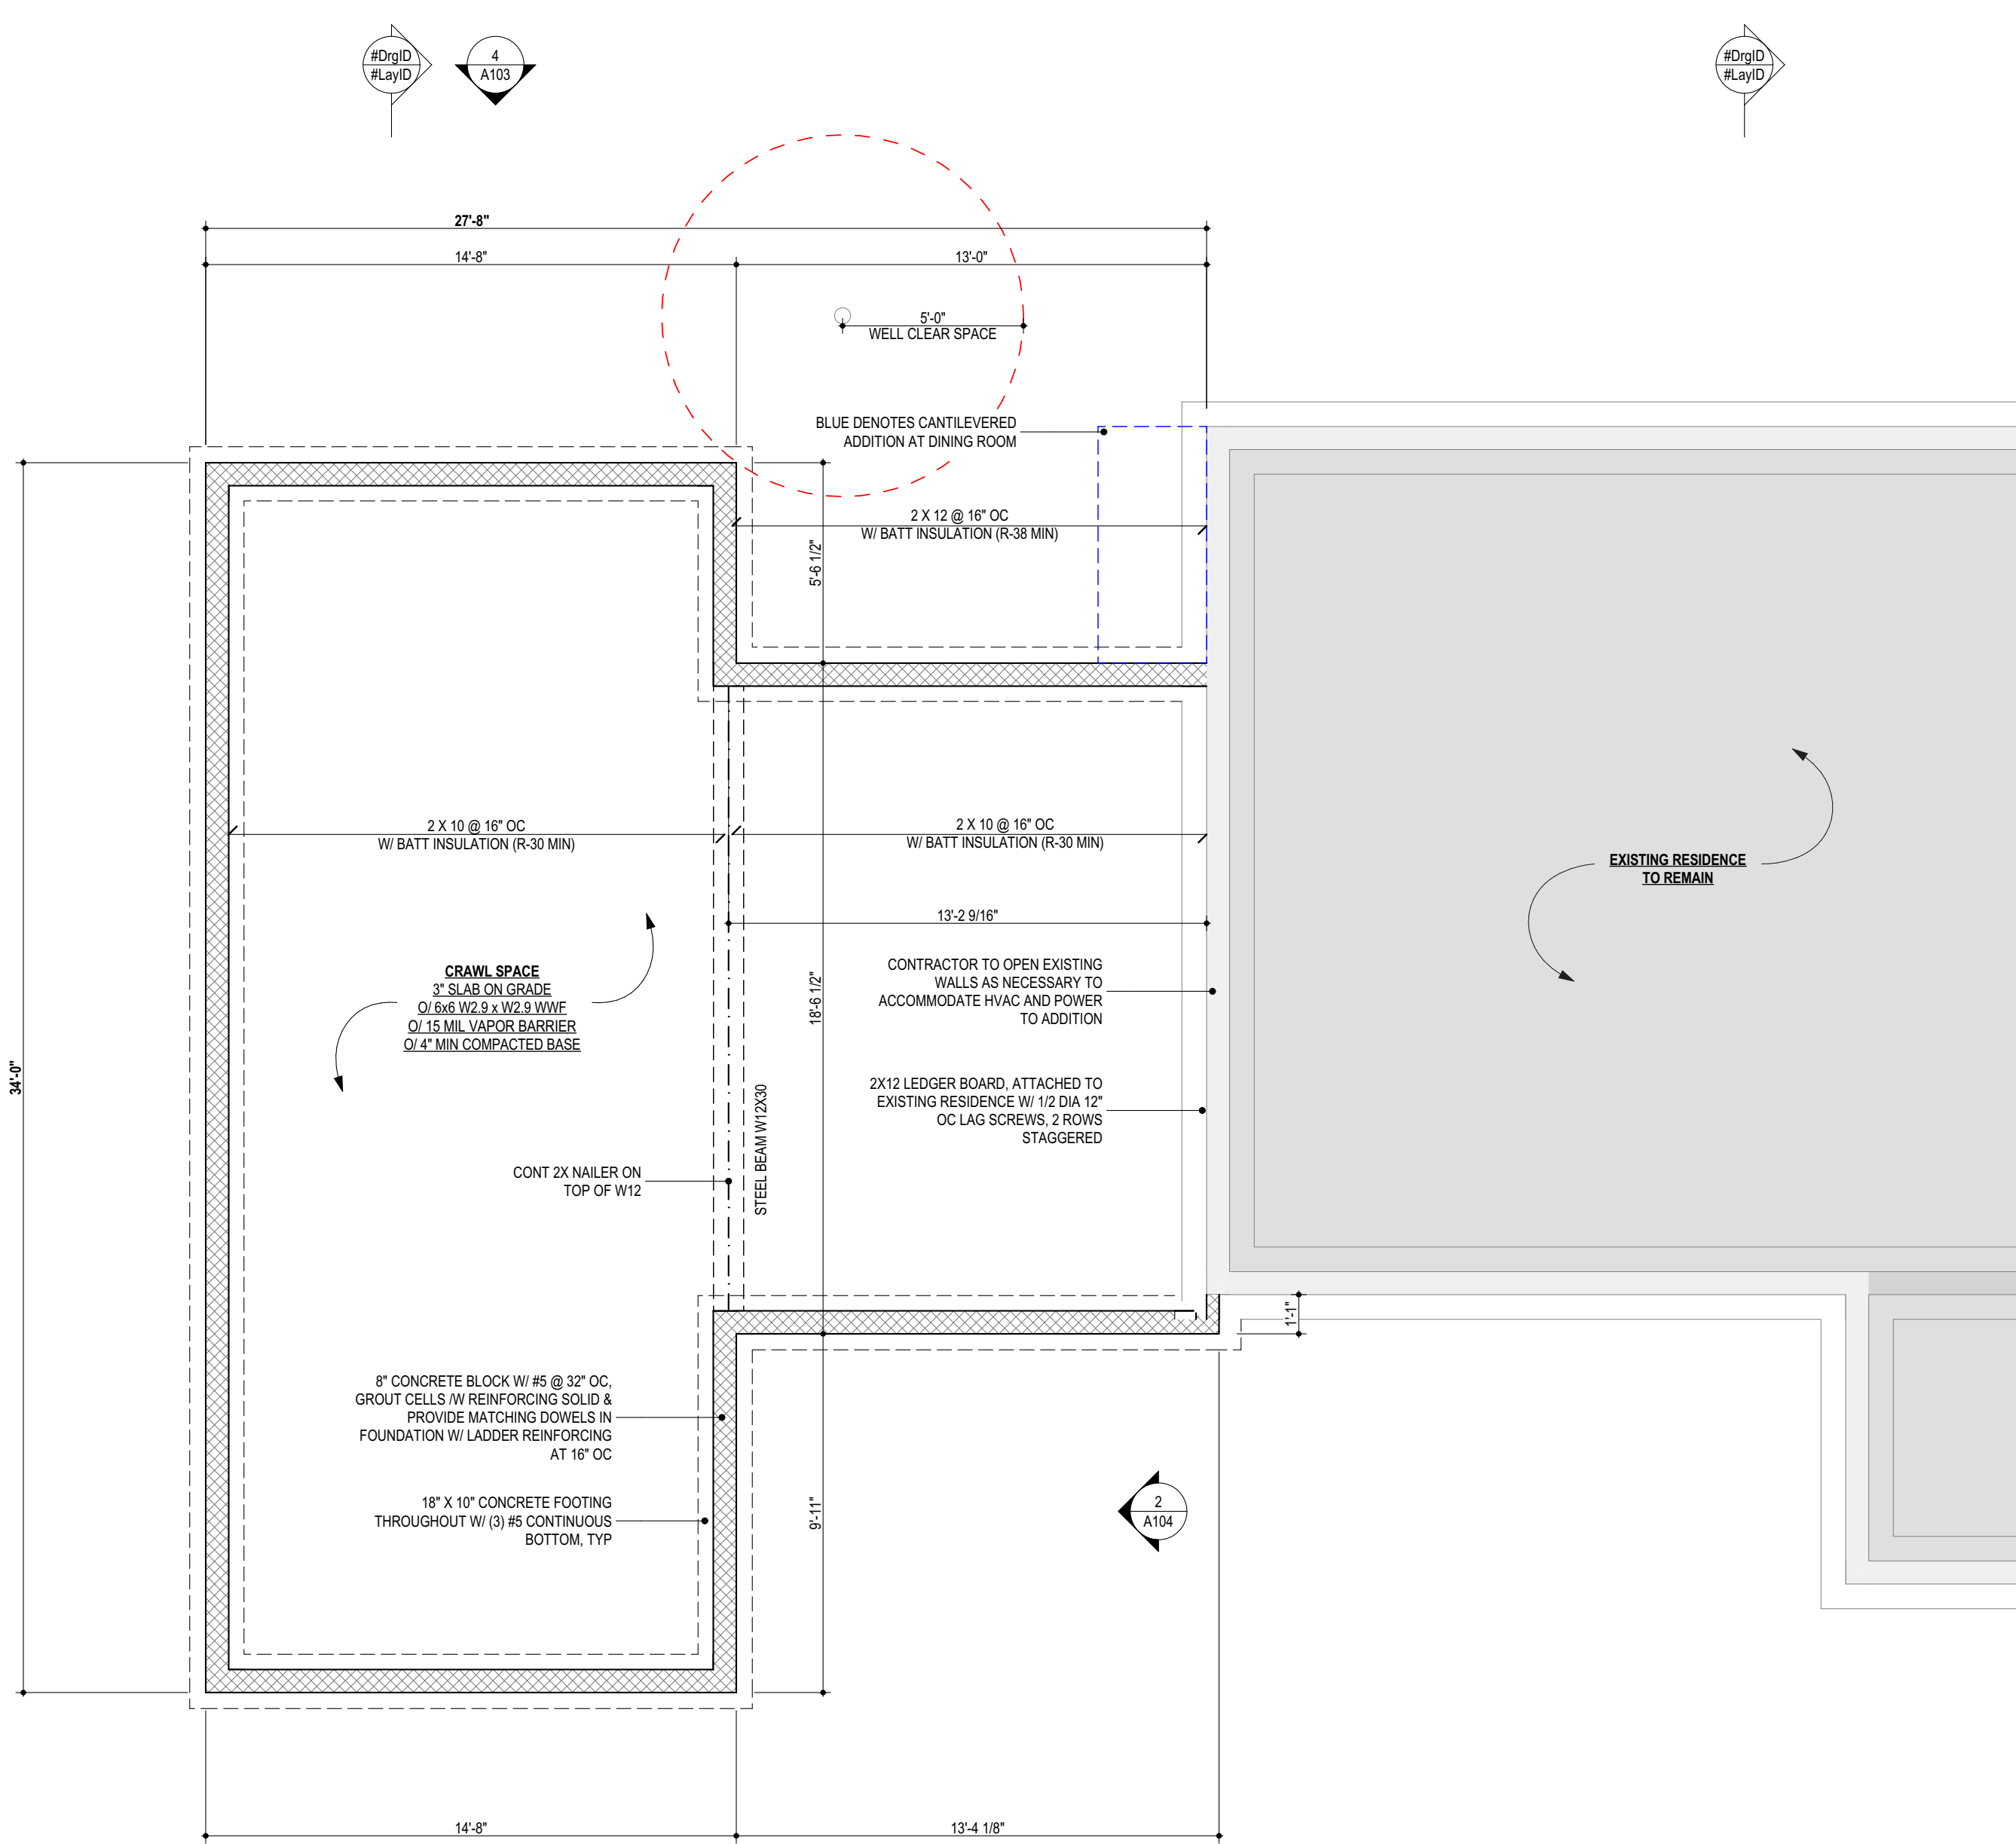 #DrgID
#LayID
4
A103
#DrgID
#LayID
27'-8"
14'-8"
13'-0"
5'-0"
WELL CLEAR SPACE
BLUE DENOTES CANTILEVERED
ADDITION AT DINING ROOM
2 X 12 @ 16" OC
W/ BATT INSULATION (R-38 MIN)
5'-6 1/2"
2 X 10 @ 16" OC
W/ BATT INSULATION (R-30 MIN)
2 X 10 @ 16" OC
W/ BATT INSULATION (R-30 MIN)
EXISTING RESIDENCE
TO REMAIN
13'-2 9/16"
CRAWL SPACE
3" SLAB ON GRADE
O/ 6x6 W2.9 x W2.9 WWF
O/ 15 MIL VAPOR BARRIER
O/ 4" MIN COMPACTED BASE
18'-6 1/2"
CONTRACTOR TO OPEN EXISTING
WALLS AS NECESSARY TO
ACCOMMODATE HVAC AND POWER
TO ADDITION
34'-0"
2X12 LEDGER BOARD, ATTACHED TO
EXISTING RESIDENCE W/ 1/2 DIA 12"
OC LAG SCREWS, 2 ROWS
STAGGERED
STEEL BEAM W12X30
CONT 2X NAILER ON
TOP OF W12
1'-1"
8" CONCRETE BLOCK W/ #5 @ 32" OC,
GROUT CELLS /W REINFORCING SOLID &
PROVIDE MATCHING DOWELS IN
FOUNDATION W/ LADDER REINFORCING
AT 16" OC
18" X 10" CONCRETE FOOTING
THROUGHOUT W/ (3) #5 CONTINUOUS
BOTTOM, TYP
9'-11"
2
A104
14'-8"
13'-4 1/8"